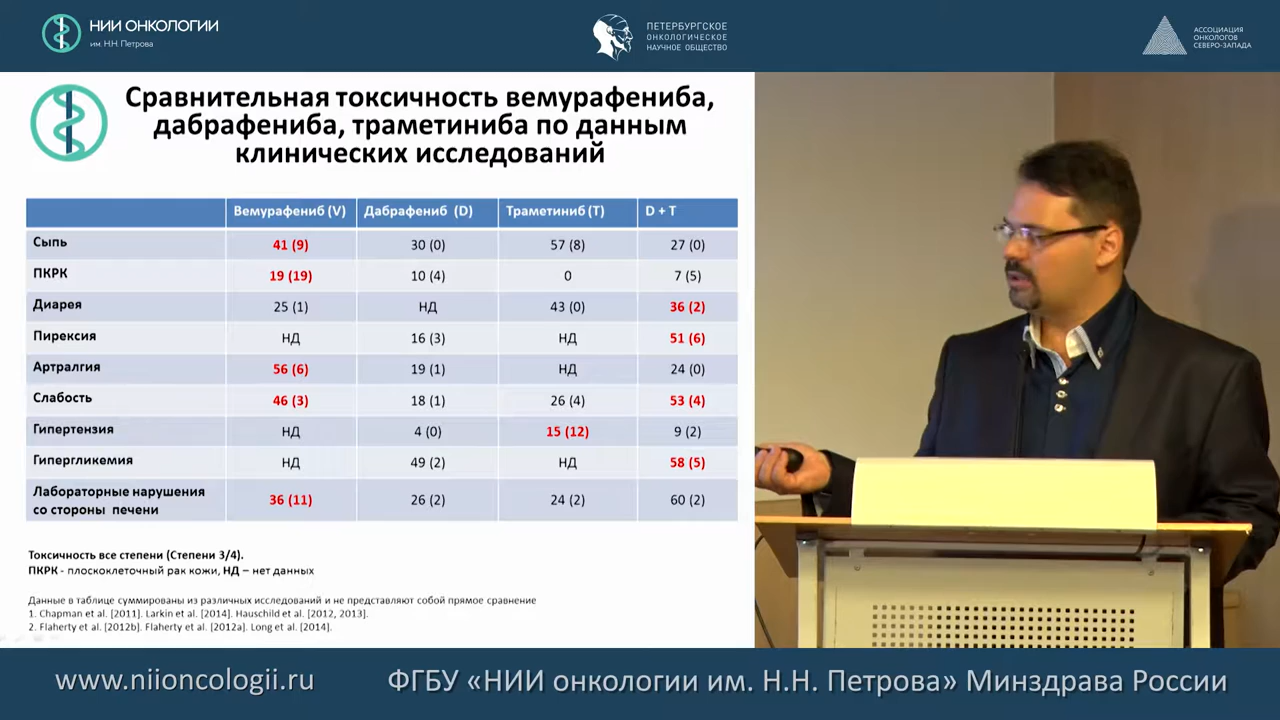 НИИ ОНКОЛОГИИ
им. Н.Н. Петрова
ПЕТЕРБУРГСКОЕ
ОНКОЛОГИЧЕСКОЕ
НАУЧНОЕ ОБЩЕСТВО
АССОЦИАЦИЯ
ОНКОЛОГОВ
СЕВЕРО-ЗАПАДА
Сравнительная токсичность вемурафениба,
дабрафениба, траметиниба по данным
клинических исследований
Вемурафениб (V) Дабрафениб (D) Траметиниб (T) D + T
Сыпь 41 (9) 30 (0) 57 (8) 27 (0)
ПКРК 19 (19) 10 (4) 0 7 (5)
Диарея 25 (1) НД 43 (0) 36 (2)
Пирексия НД 16 (3) НД 51 (6)
Артралгия 56 (6) 19 (1) НД 24 (0)
Слабость 46 (3) 18 (1) 26 (4) 53 (4)
Гипертензия НД 4 (0) 15 (12) 9 (2)
Гипергликемия НД 49 (2) НД 58 (5)
Лабораторные нарушения
со стороны печени 36 (11) 26 (2) 24 (2) 60 (2)
Токсичность все степени (Степени 3/4).
ПКРК - плоскоклеточный рак кожи, НД – нет данных
Данные в таблице суммированы из различных исследований и не представляют собой прямое сравнение
1. Chapman et al. [2011]. Larkin et al. [2014]. Hauschild et al. [2012, 2013].
2. Flaherty et al. [2012b]. Flaherty et al. [2012a]. Long et al. [2014].
www.niioncologii.ru ФГБУ «НИИ онкологии им. Н.Н. Петрова» Минздрава России